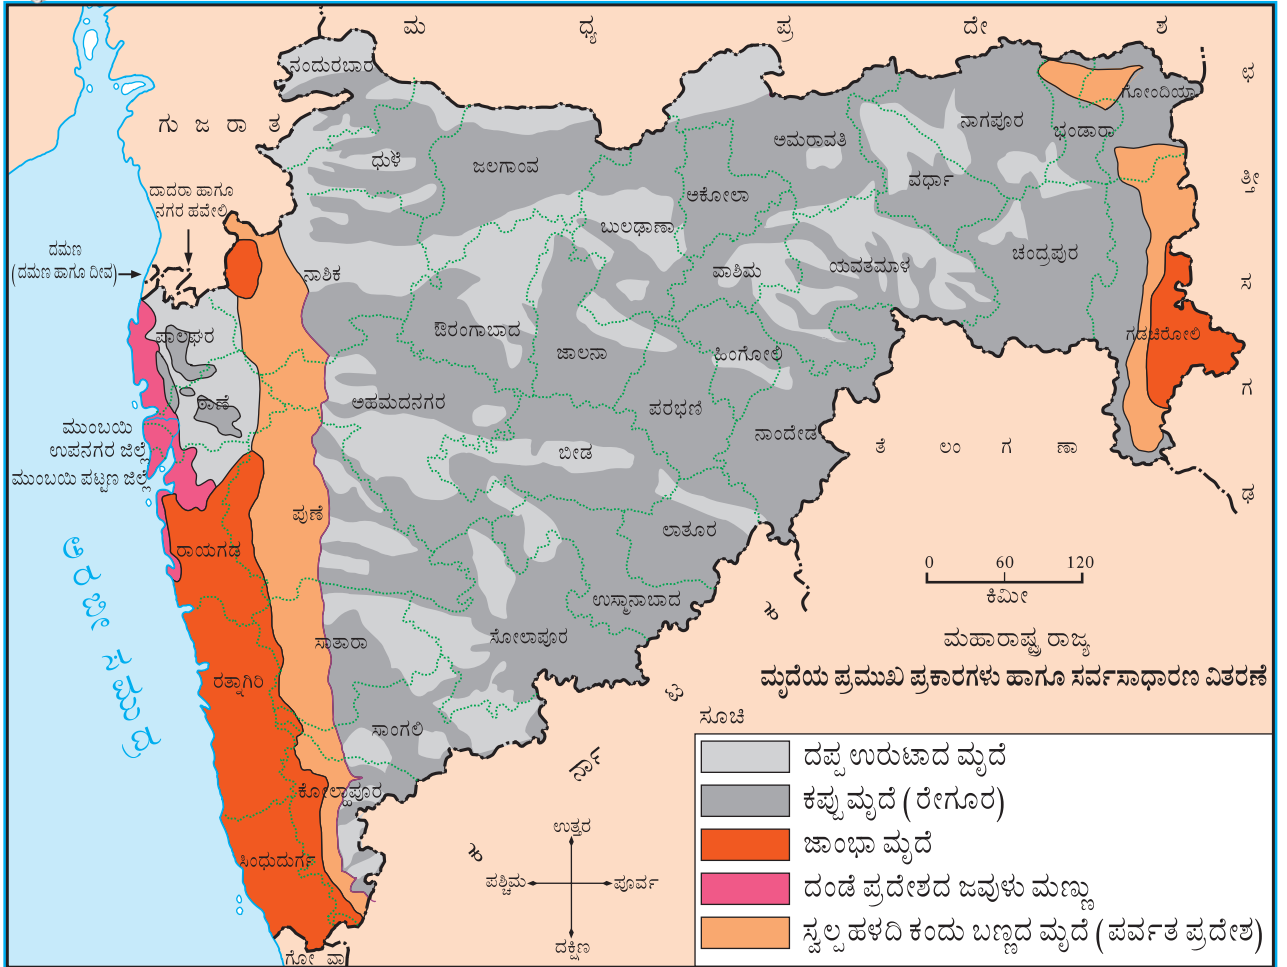 ಮ ಧ್ಯ ಪ್ರ ದೇ ಶ
ನಂದುರಬಾರ
ಛ
ತ್ತೀ
ಸ
ಗ
ಢ
ಗೋಂದಿಯಾ
ಗು ಜ ರಾ ತ
ನಾಗಪೂರ
ಭಂಡಾರಾ
ಅಮರಾವತಿ
ಧುಳೆ
ಜಲಗಾಂವ
ವರ್ಧಾ
ದಾದರಾ ಹಾಗೂ
ನಗರ ಹವೇಲಿ
ಅಕೋಲಾ
ಬುಲಢಾಣಾ
ದಮಣ
(ದಮಣ ಹಾಗೂ ದೀವ)
ನಾಶಿಕ
ವಾಶಿಮ
ಯವತಮಾಳ
ಚಂದ್ರಪುರ
ಪಾಲಘರ
ಔರಂಗಾಬಾದ
ಜಾಲನಾ
ಹಿಂಗೋಲಿ
ಗಡಚಿರೋಲಿ
ಠಾಣೆ
ಅಹಮದನಗರ
ಪರಭಣಿ
ನಾಂದೇಡ
ಮುಂಬಯಿ
ಉಪನಗರ ಜಿಲ್ಲೆ
ಮುಂಬಯಿ ಪಟ್ಟಣ ಜಿಲ್ಲೆ
ಬೀಡ
ತೆ ಲಂ ಗ ಣಾ
ಪುಣೆ
ಲಾತೂರ
ರಾಯಗಡ
ಅರಬೀ ಸಮುದ್ರ
ಉಸ್ಮಾನಾಬಾದ
0 60 120
ಕಿಮೀ
ಸಾತಾರಾ
ಸೋಲಾಪೂರ
ಮಹಾರಾಷ್ಟ್ರ ರಾಜ್ಯ
ಮೃದೆಯ ಪ್ರಮುಖ ಪ್ರಕಾರಗಳು ಹಾಗೂ ಸರ್ವಸಾಧಾರಣ ವಿತರಣೆ
ರತ್ನಾಗಿರಿ
ಸಾಂಗಲಿ
ಕೋಲ್ಹಾಪೂರ
ಸಿಂಧುದುರ್ಗ
ಗೋ ವಾ
ಕ ರ್ನಾ ಟ ಕ
ಉತ್ತರ
ಪಶ್ಚಿಮ
ಪೂರ್ವ
ದಕ್ಷಿಣ
ಸೂಚಿ
ದಪ್ಪ ಉರುಟಾದ ಮೃದೆ
ಕಪ್ಪು ಮೃದೆ (ರೇಗೂರ)
ಜಾಂಭಾ ಮೃದೆ
ದಂಡೆ ಪ್ರದೇಶದ ಜವುಳು ಮಣ್ಣು
ಸ್ವಲ್ಪ ಹಳದಿ ಕಂದು ಬಣ್ಣದ ಮೃದೆ (ಪರ್ವತ ಪ್ರದೇಶ)